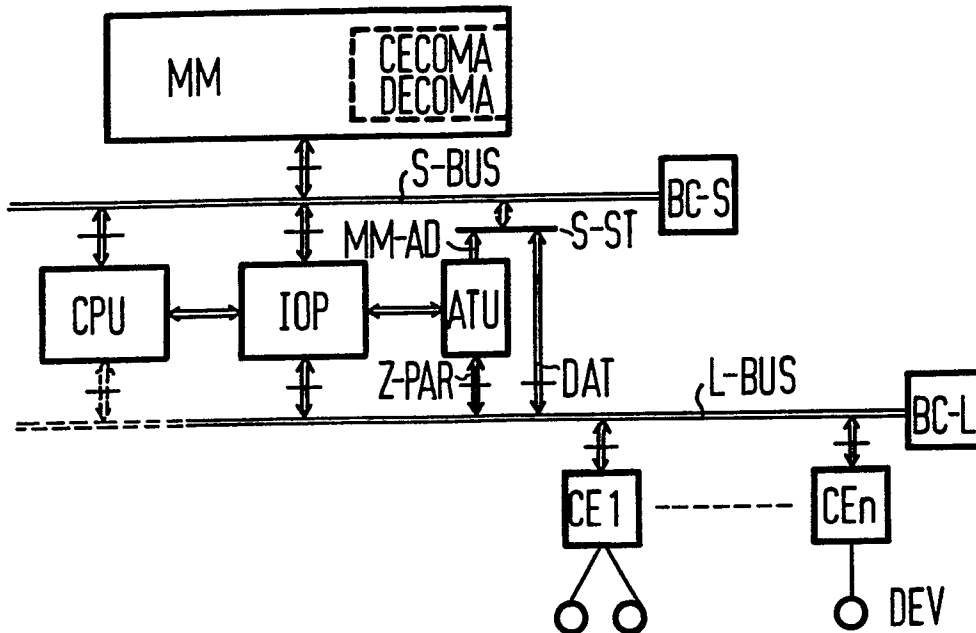 MM
CECOMA
DECOMA
S-BUS
BC-S
MM-AD
S-ST
CPU
IOP
ATU
Z-PAR
DAT
L-BUS
BC-L
CE1
CEn
DEV